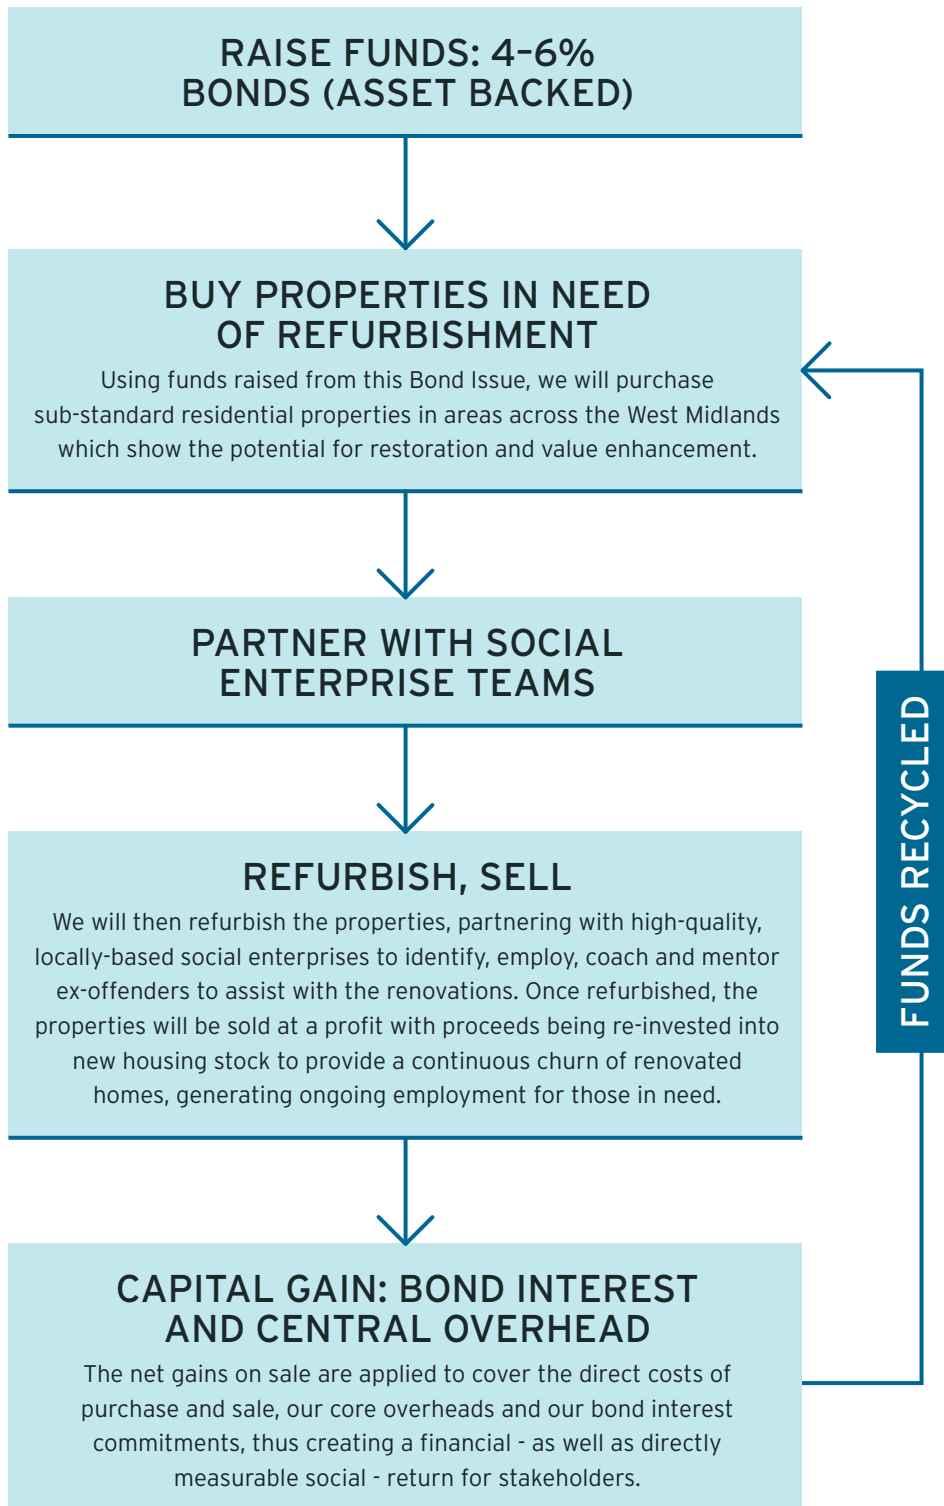 RAISE FUNDS: 4–6%
BONDS (ASSET BACKED)
BUY PROPERTIES IN NEED
OF REFURBISHMENT
Using funds raised from this Bond Issue, we will purchase
sub-standard residential properties in areas across the West Midlands
which show the potential for restoration and value enhancement.
PARTNER WITH SOCIAL
ENTERPRISE TEAMS
REFURBISH, SELL
We will then refurbish the properties, partnering with high-quality,
locally-based social enterprises to identify, employ, coach and mentor
ex-offenders to assist with the renovations. Once refurbished, the
properties will be sold at a profit with proceeds being re-invested into
new housing stock to provide a continuous churn of renovated
homes, generating ongoing employment for those in need.
CAPITAL GAIN: BOND INTEREST
AND CENTRAL OVERHEAD
The net gains on sale are applied to cover the direct costs of
purchase and sale, our core overheads and our bond interest
commitments, thus creating a financial - as well as directly
measurable social - return for stakeholders.
FUNDS RECYCLED